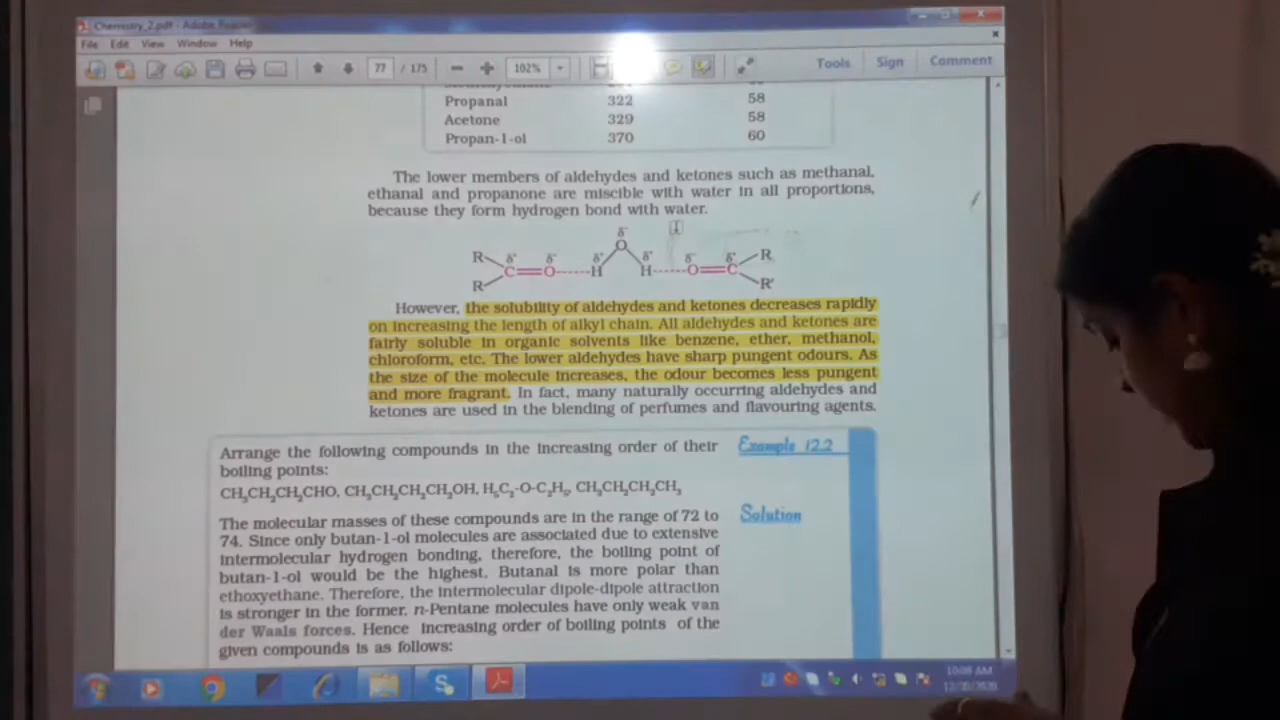 Chemistry_2.pdf - Adobe Reader
File Edit View Window Help
77 / 175 102% Tools Sign Comment
Propanal 322 58
Acetone 329 58
Propan-1-ol 370 60
The lower members of aldehydes and ketones such as methanal,
ethanal and propanone are miscible with water in all proportions,
because they form hydrogen bond with water.
δ-
R δ+ δ- δ+ O δ+ δ- δ+ R
C=O H H O=C
R R'
However, the solubility of aldehydes and ketones decreases rapidly
on increasing the length of alkyl chain. All aldehydes and ketones are
fairly soluble in organic solvents like benzene, ether, methanol,
chloroform, etc. The lower aldehydes have sharp pungent odours. As
the size of the molecule increases, the odour becomes less pungent
and more fragrant. In fact, many naturally occurring aldehydes and
ketones are used in the blending of perfumes and flavouring agents.
Arrange the following compounds in the increasing order of their
boiling points:
Example 12.2
CH₃CH₂CH₂CHO, CH₃CH₂CH₂CH₂OH, H₅C₂-O-C₂H₅, CH₃CH₂CH₂CH₃
Solution
The molecular masses of these compounds are in the range of 72 to
74. Since only butan-1-ol molecules are associated due to extensive
intermolecular hydrogen bonding, therefore, the boiling point of
butan-1-ol would be the highest. Butanal is more polar than
ethoxyethane. Therefore, the intermolecular dipole-dipole attraction
is stronger in the former. n-Pentane molecules have only weak van
der Waals forces. Hence increasing order of boiling points of the
given compounds is as follows: